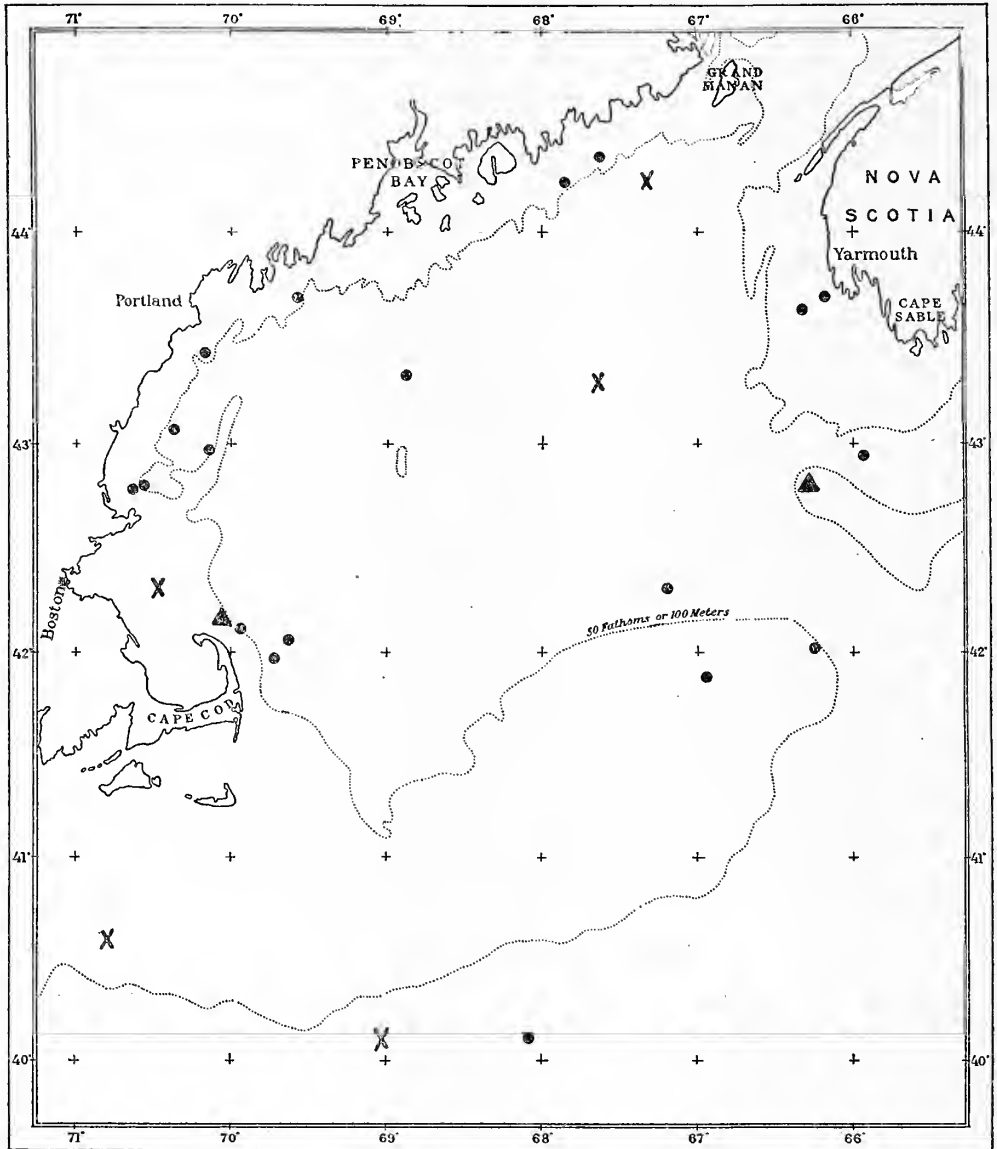 71° 70° 69° 68° 67° 66°
GRAND
MANAN
PENOBSCOT
BAY
NOVA
SCOTIA
44° 44°
Yarmouth
Portland
CAPE
SABLE
43° 43°
Boston
50 Fathoms or 100 Meters
42° 42°
CAPE COD
41° 41°
40° 40°
71° 70° 69° 68° 67° 66°